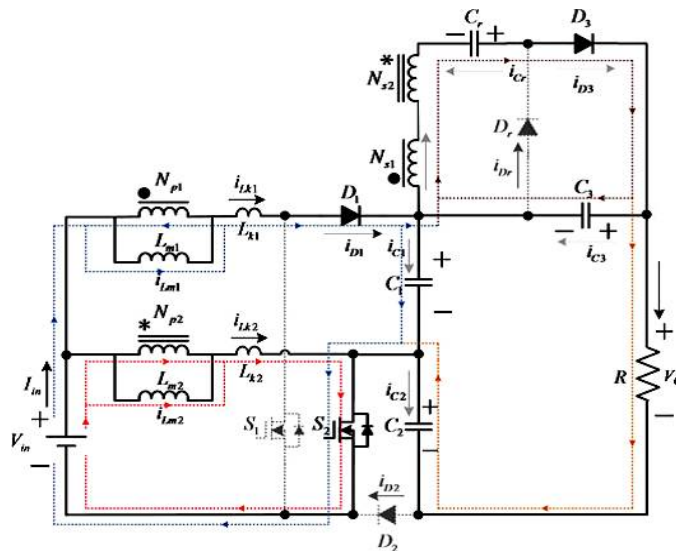 C_r D_3
− + 
* N_s2 i_Cr i_D3
D_r
N_s1 i_Dr
N_p1 i_Lk1 D_1 C_3
− +
L_m1 L_k1 i_D1 i_C1 i_C3
i_Lm1 C_1 +
−
* N_p2 i_Lk2
I_in L_m2 L_k2 i_C2 R +
+ i_Lm2 S_1 S_2 C_2 + −
V_in
− −
i_D2
D_2